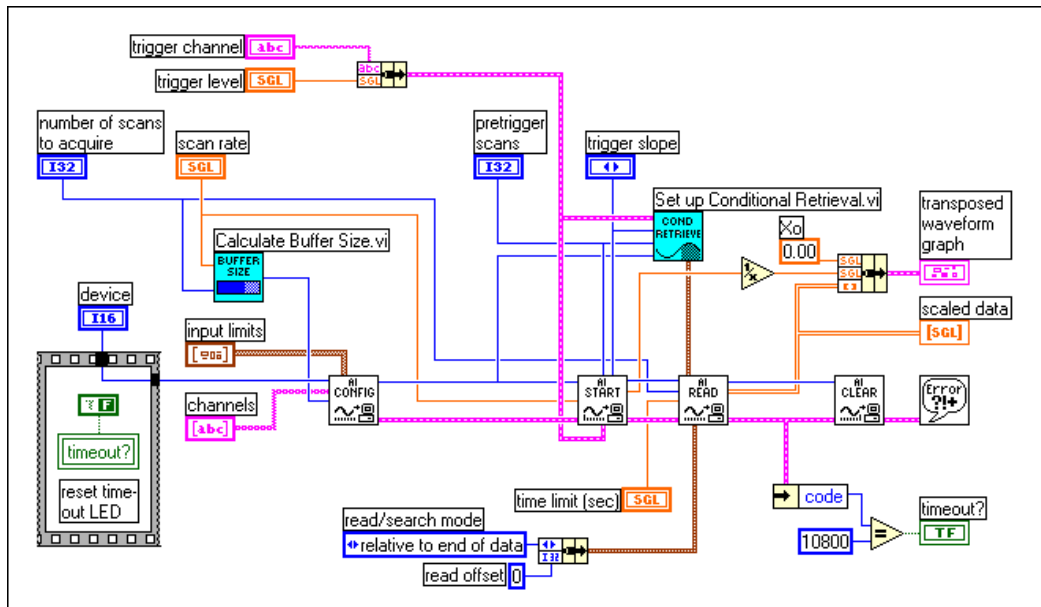 trigger channel
abc
trigger level
SGL
abc
SGL
number of scans
to acquire
I32
scan rate
SGL
pretrigger
scans
I32
trigger slope
Set up Conditional Retrieval.vi
COND
RETRIEVE
transposed
waveform
graph
Xo
0.00
SGL
SGL
1/x
Calculate Buffer Size.vi
BUFFER
SIZE
device
I16
input limits
scaled data
[SGL]
AI
CONFIG
AI
START
AI
READ
AI
CLEAR
Error
?!+
channels
[abc]
F
timeout?
reset time-
out LED
time limit (sec)
SGL
code
timeout?
TF
10800
=
read/search mode
relative to end of data
I32
read offset
0